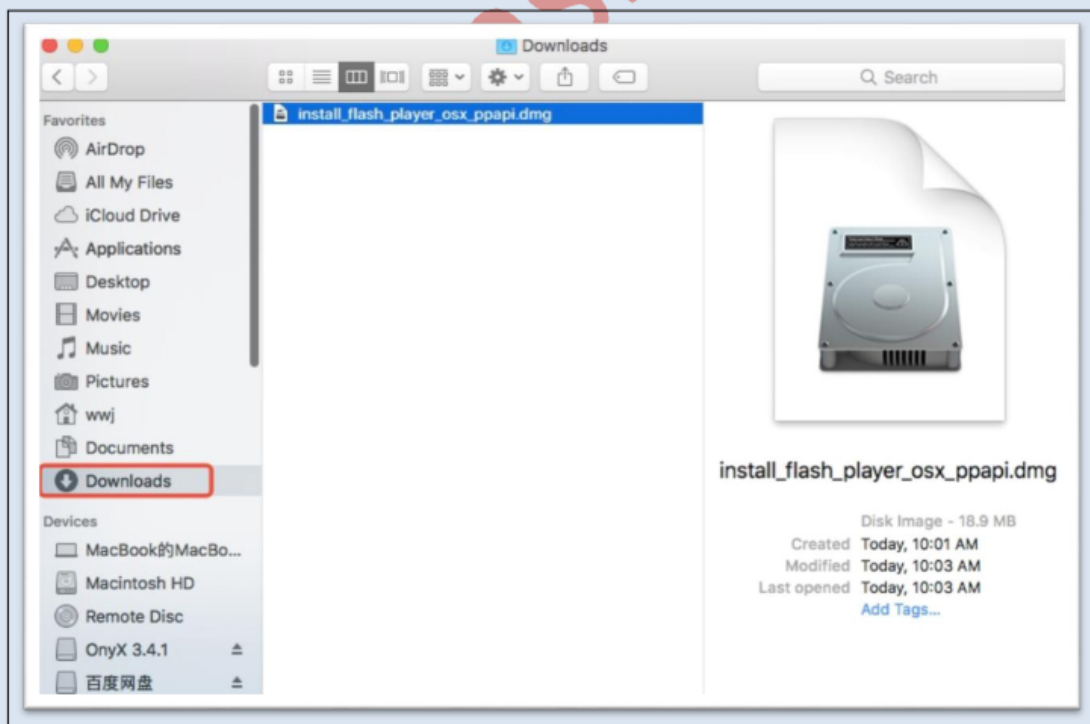 Downloads
Search
Favorites
AirDrop
All My Files
iCloud Drive
Applications
Desktop
Movies
Music
Pictures
wwj
Documents
Downloads
Devices
MacBook的MacBo...
Macintosh HD
Remote Disc
OnyX 3.4.1
百度网盘
install_flash_player_osx_ppapi.dmg
install_flash_player_osx_ppapi.dmg
Disk Image - 18.9 MB
Created Today, 10:01 AM
Modified Today, 10:03 AM
Last opened Today, 10:03 AM
Add Tags...